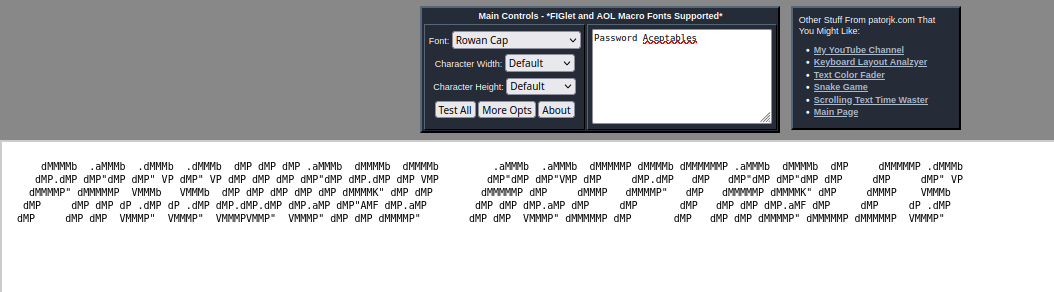 Main Controls - *FIGlet and AOL Macro Fonts Supported*
Font: Rowan Cap
Character Width: Default
Character Height: Default
Test All More Opts About
Password Aceptables
Other Stuff From patorjk.com That
You Might Like:
My YouTube Channel
Keyboard Layout Analzyer
Text Color Fader
Snake Game
Scrolling Text Time Waster
Main Page
    dMMMMb  .aMMMb  .dMMMb  .dMMMb  dMP dMP dMP .aMMMb  dMMMMb  dMMMMb         .aMMMb  .aMMMb  dMMMMMP dMMMMb dMMMMMMP .aMMMb  dMMMMb  dMP     dMMMMMP .dMMMb
   dMP.dMP dMP"dMP dMP" VP dMP" VP dMP dMP dMP dMP"dMP dMP.dMP dMP VMP        dMP"dMP dMP"VMP dMP     dMP.dMP   dMP   dMP"dMP dMP"dMP dMP     dMP     dMP" VP
  dMMMMP" dMMMMMP  VMMMb   VMMMb  dMP dMP dMP dMP dMP dMMMMK" dMP dMP        dMMMMMP dMP     dMMMP   dMMMMP"   dMP   dMMMMMP dMMMMK" dMP     dMMMP    VMMMb
 dMP     dMP dMP dP .dMP dP .dMP dMP.dMP.dMP dMP.aMP dMP"AMF dMP.aMP        dMP dMP dMP.aMP dMP     dMP       dMP   dMP dMP dMP.aMF dMP     dMP     dP .dMP
dMP     dMP dMP  VMMMP"  VMMMP"  VMMMPVMMP"  VMMMP" dMP dMP dMMMMP"        dMP dMP  VMMMP" dMMMMMP dMP       dMP   dMP dMP dMMMMP" dMMMMMP dMMMMMP  VMMMP"